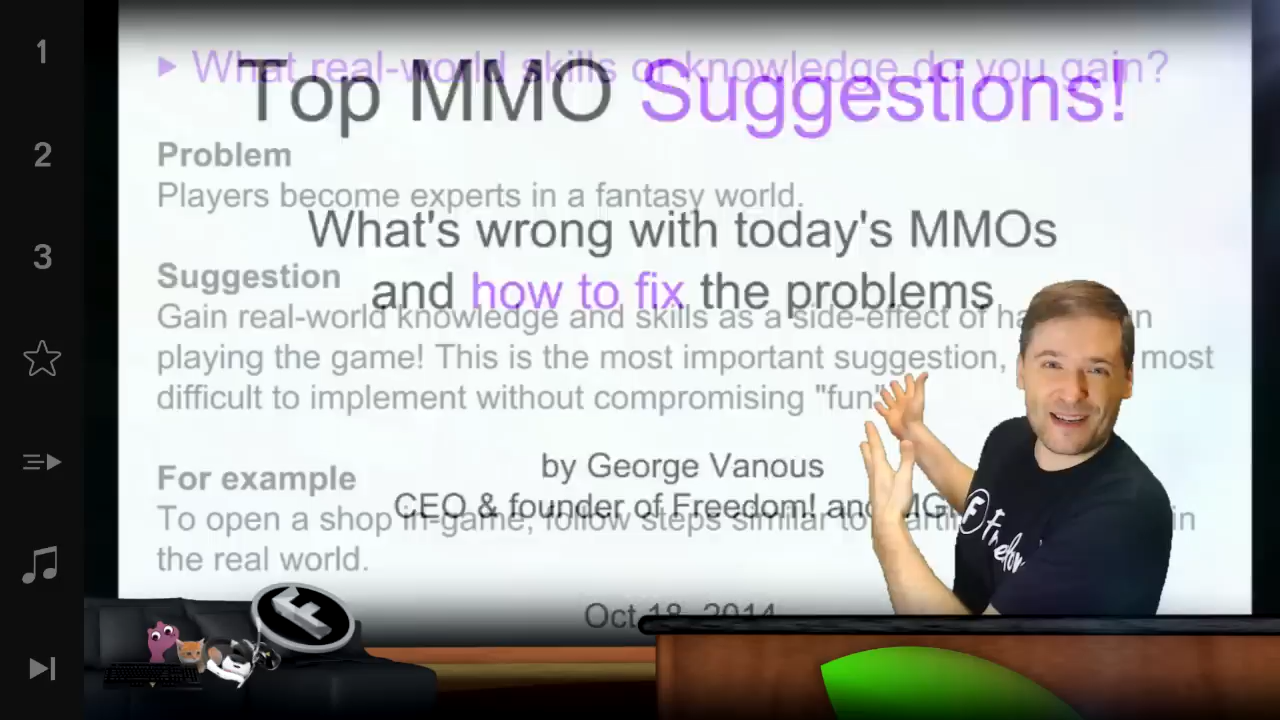 1
2
3
What real-world skills or knowledge do you gain?
Top MMO Suggestions!
Problem
Players become experts in a fantasy world.
What's wrong with today's MMOs
Suggestion
and how to fix the problems
Gain real-world knowledge and skills as a side-effect of
playing the game! This is the most important suggestion, most
difficult to implement without compromising "fun"
by George Vanous
For example
CEO & founder of Freedom! and
To open a shop in-game, follow steps similar to in
the real world.
Oct 18, 2014
F
F Freedom